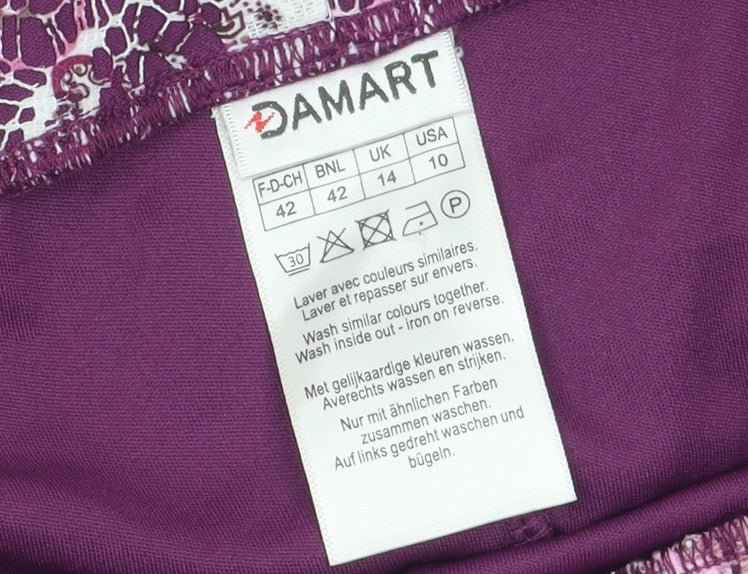 DAMART
F-D-CH BNL UK USA
42 42 14 10
30 P
Laver avec couleurs similaires.
Laver et repasser sur envers.
Wash similar colours together.
Wash inside out - iron on reverse.
Met gelijkaardige kleuren wassen.
Averechts wassen en strijken.
Nur mit ähnlichen Farben
zusammen waschen.
Auf links gedreht waschen und
bügeln.